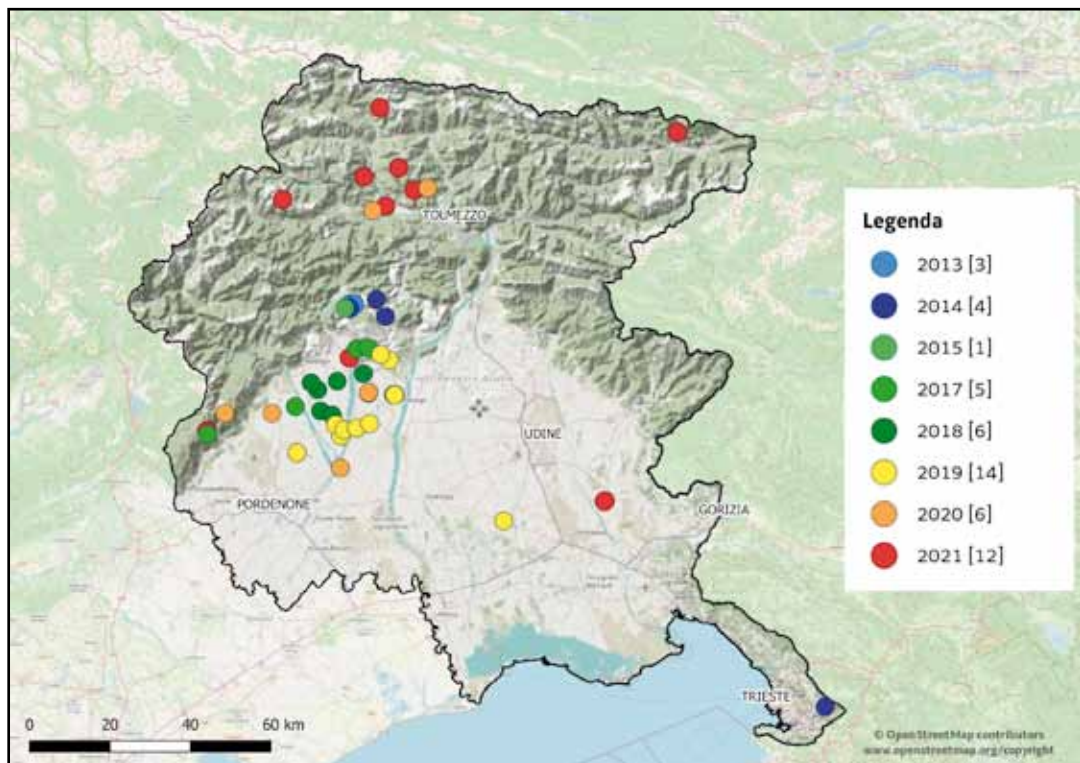 TOLMEZZO
UDINE
PORDENONE
GORIZIA
TRIESTE
Legenda
2013 [3]
2014 [4]
2015 [1]
2017 [5]
2018 [6]
2019 [14]
2020 [6]
2021 [12]
0 20 40 60 km
© OpenStreetMap contributors
www.openstreetmap.org/copyright